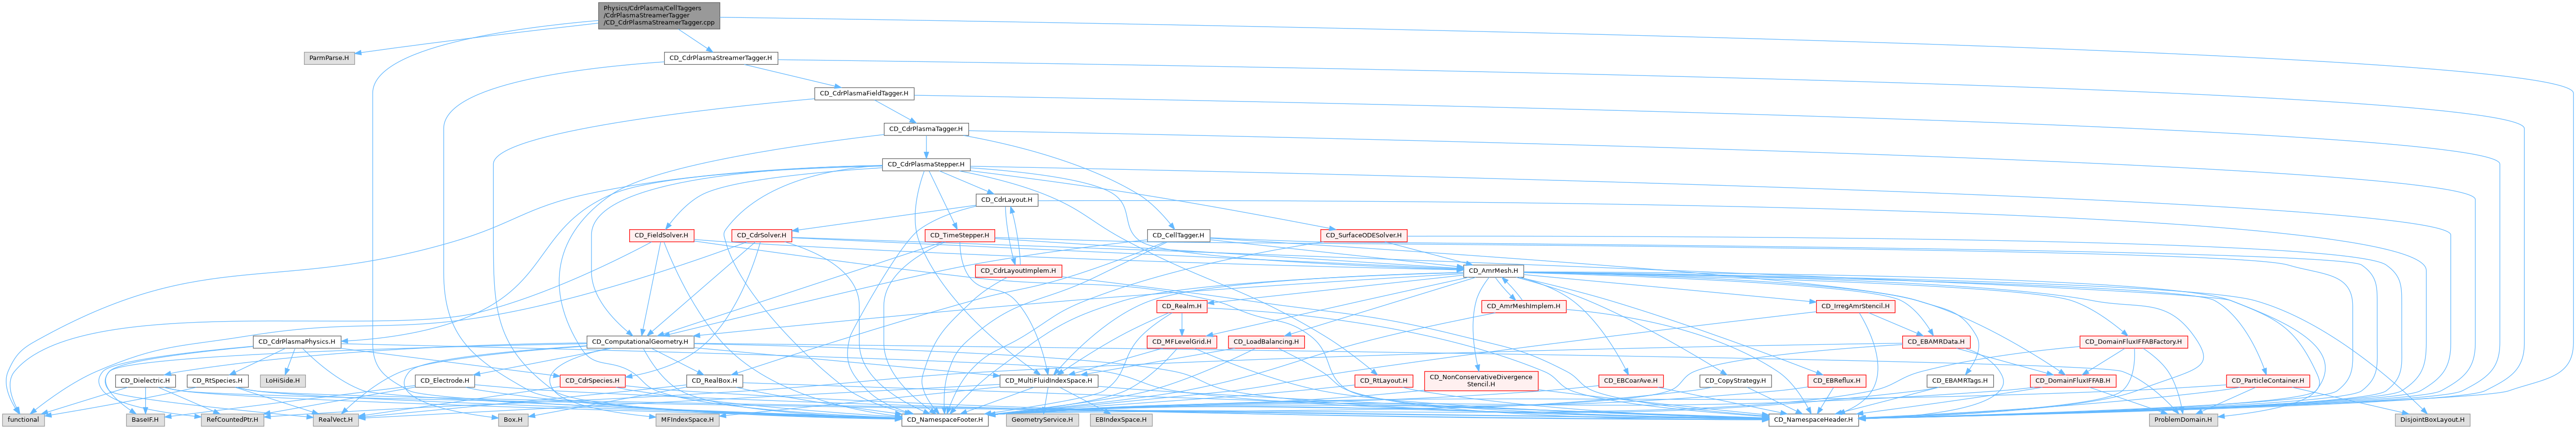 Physics/CdrPlasma/CellTaggers
/CdrPlasmaStreamerTagger
/CD_CdrPlasmaStreamerTagger.cpp
ParmParse.H
CD_CdrPlasmaStreamerTagger.H
CD_CdrPlasmaFieldTagger.H
CD_CdrPlasmaTagger.H
CD_CdrPlasmaStepper.H
CD_CdrLayout.H
CD_FieldSolver.H
CD_CdrSolver.H
CD_TimeStepper.H
CD_CellTagger.H
CD_SurfaceODESolver.H
CD_CdrLayoutImplem.H
CD_AmrMesh.H
CD_Realm.H
CD_AmrMeshImplem.H
CD_IrregAmrStencil.H
CD_CdrPlasmaPhysics.H
CD_ComputationalGeometry.H
CD_MFLevelGrid.H
CD_LoadBalancing.H
CD_EBAMRData.H
CD_DomainFluxIFFABFactory.H
CD_Dielectric.H
CD_RtSpecies.H
LoHiSide.H
CD_Electrode.H
CD_CdrSpecies.H
CD_RealBox.H
CD_MultiFluidIndexSpace.H
CD_RtLayout.H
CD_NonConservativeDivergence
Stencil.H
CD_EBCoarAve.H
CD_CopyStrategy.H
CD_EBReflux.H
CD_EBAMRTags.H
CD_DomainFluxIFFAB.H
CD_ParticleContainer.H
functional
BaseIF.H
RefCountedPtr.H
RealVect.H
Box.H
MFIndexSpace.H
CD_NamespaceFooter.H
GeometryService.H
EBIndexSpace.H
CD_NamespaceHeader.H
ProblemDomain.H
DisjointBoxLayout.H